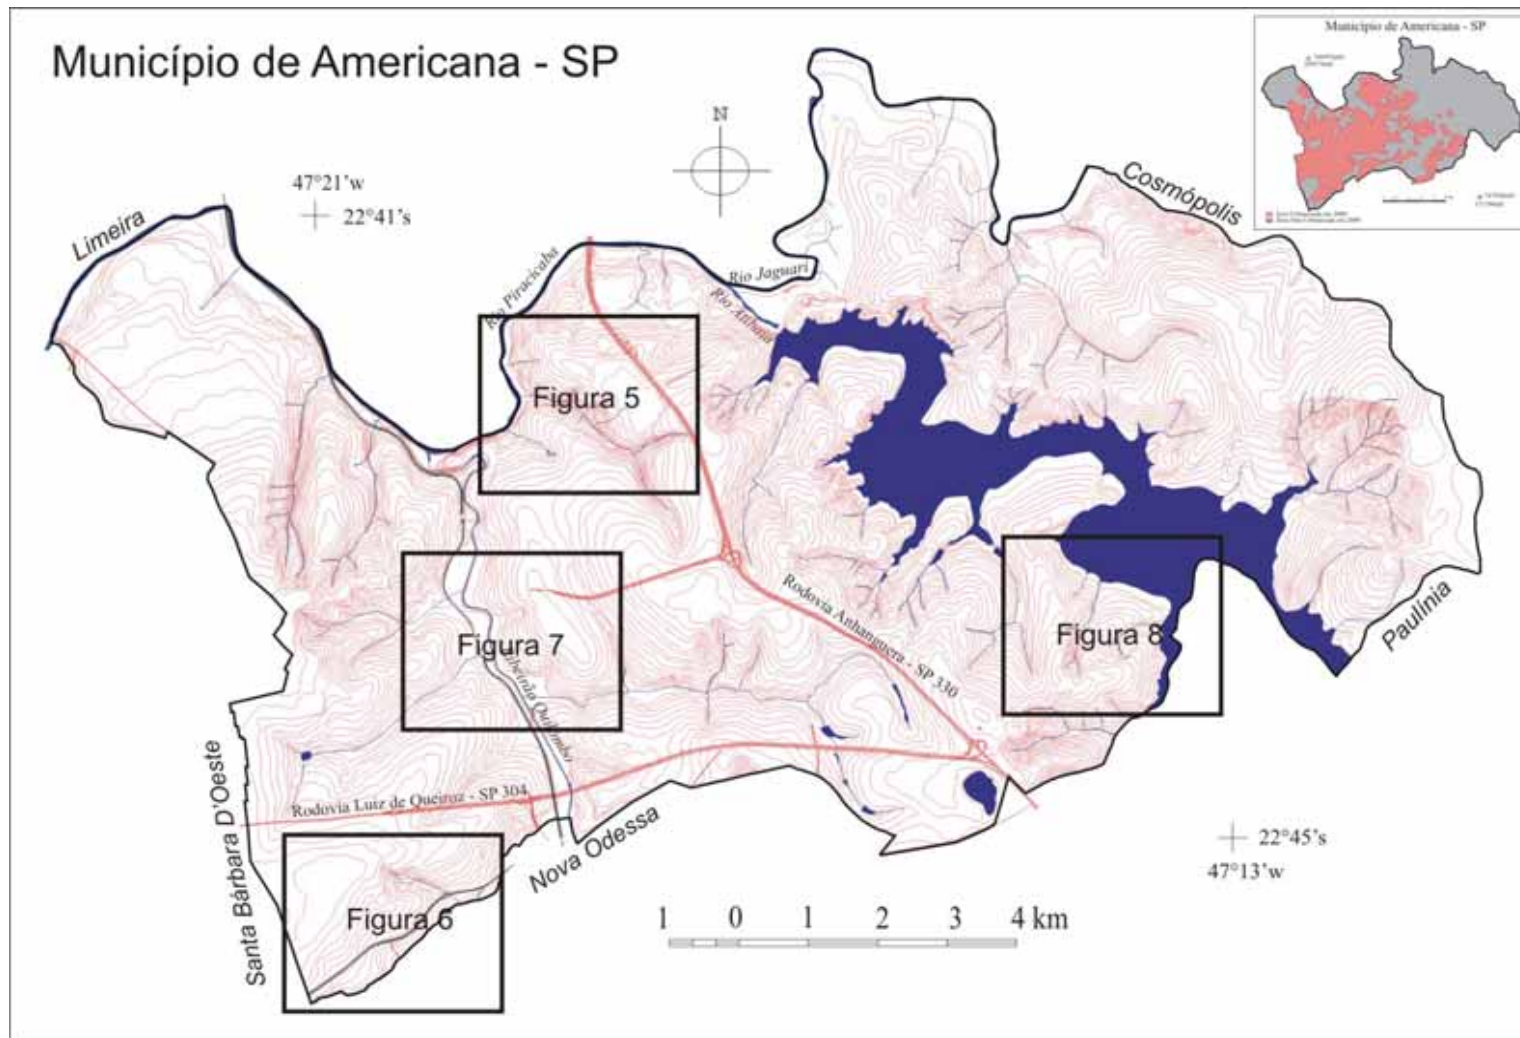 Município de Americana - SP
Município de Americana - SP
N
47°21'w
22°41's
Limeira
Cosmópolis
Rio Piracicaba
Rio Jaguari
Rio Atibaia
Figura 5
Rodovia Anhanguera - SP 330
Figura 7
Ribeirão Quilombo
Figura 8
Paulínia
Santa Bárbara D'Oeste
Rodovia Luiz de Queiroz - SP 304
Nova Odessa
Figura 6
22°45's
47°13'w
1 0 1 2 3 4 km